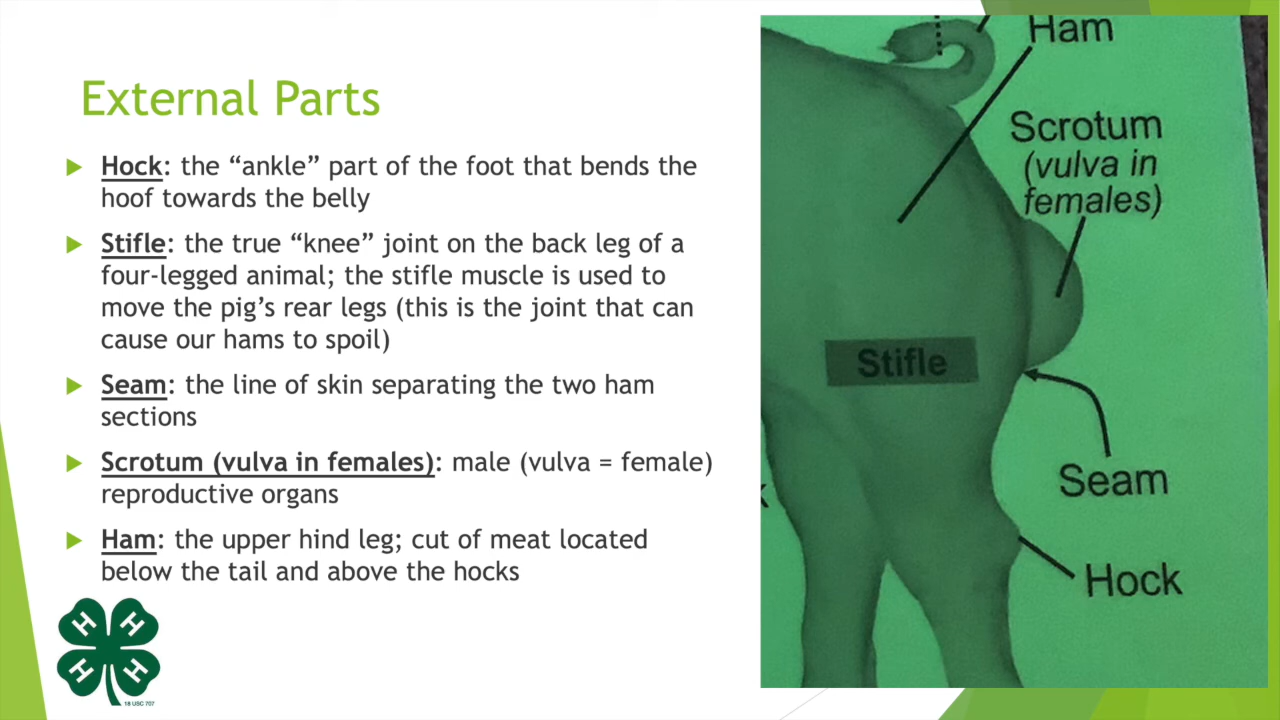 External Parts
Hock: the “ankle” part of the foot that bends the
hoof towards the belly
Stifle: the true “knee” joint on the back leg of a
four-legged animal; the stifle muscle is used to
move the pig’s rear legs (this is the joint that can
cause our hams to spoil)
Seam: the line of skin separating the two ham
sections
Scrotum (vulva in females): male (vulva = female)
reproductive organs
Ham: the upper hind leg; cut of meat located
below the tail and above the hocks
H H
H H
18 USC 707
Ham
Scrotum
(vulva in
females)
Stifle
Seam
Hock